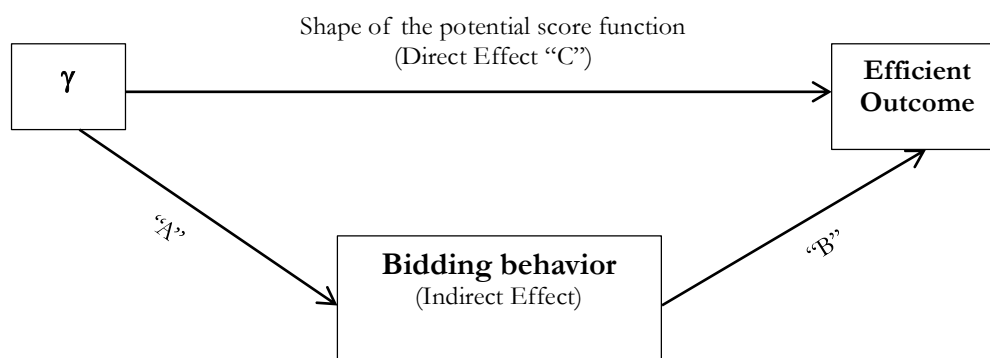 Shape of the potential score function
(Direct Effect “C”)
γ
Efficient
Outcome
“A”
“B”
Bidding behavior
(Indirect Effect)